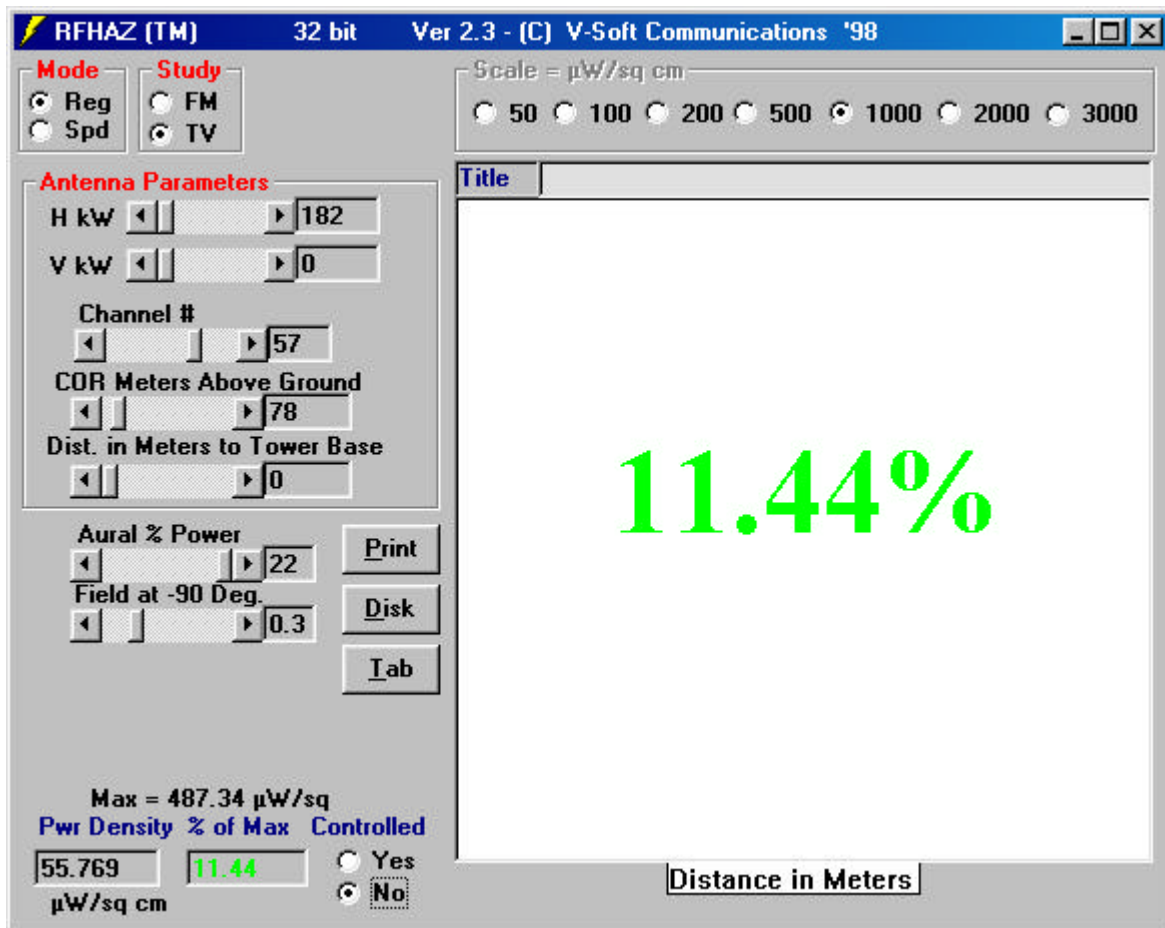 RFHAZ (TM) 32 bit Ver 2.3 - (C) V-Soft Communications '98
Mode
Reg
Spd
Study
FM
TV
Scale = µW/sq cm
50 100 200 500 1000 2000 3000
Antenna Parameters
H kW 182
V kW 0
Channel #
57
COR Meters Above Ground
78
Dist. in Meters to Tower Base
0
Aural % Power
22
Field at -90 Deg.
0.3
Print
Disk
Tab
Title
11.44%
Distance in Meters
Max = 487.34 µW/sq
Pwr Density % of Max Controlled
55.769 11.44 Yes
No
µW/sq cm